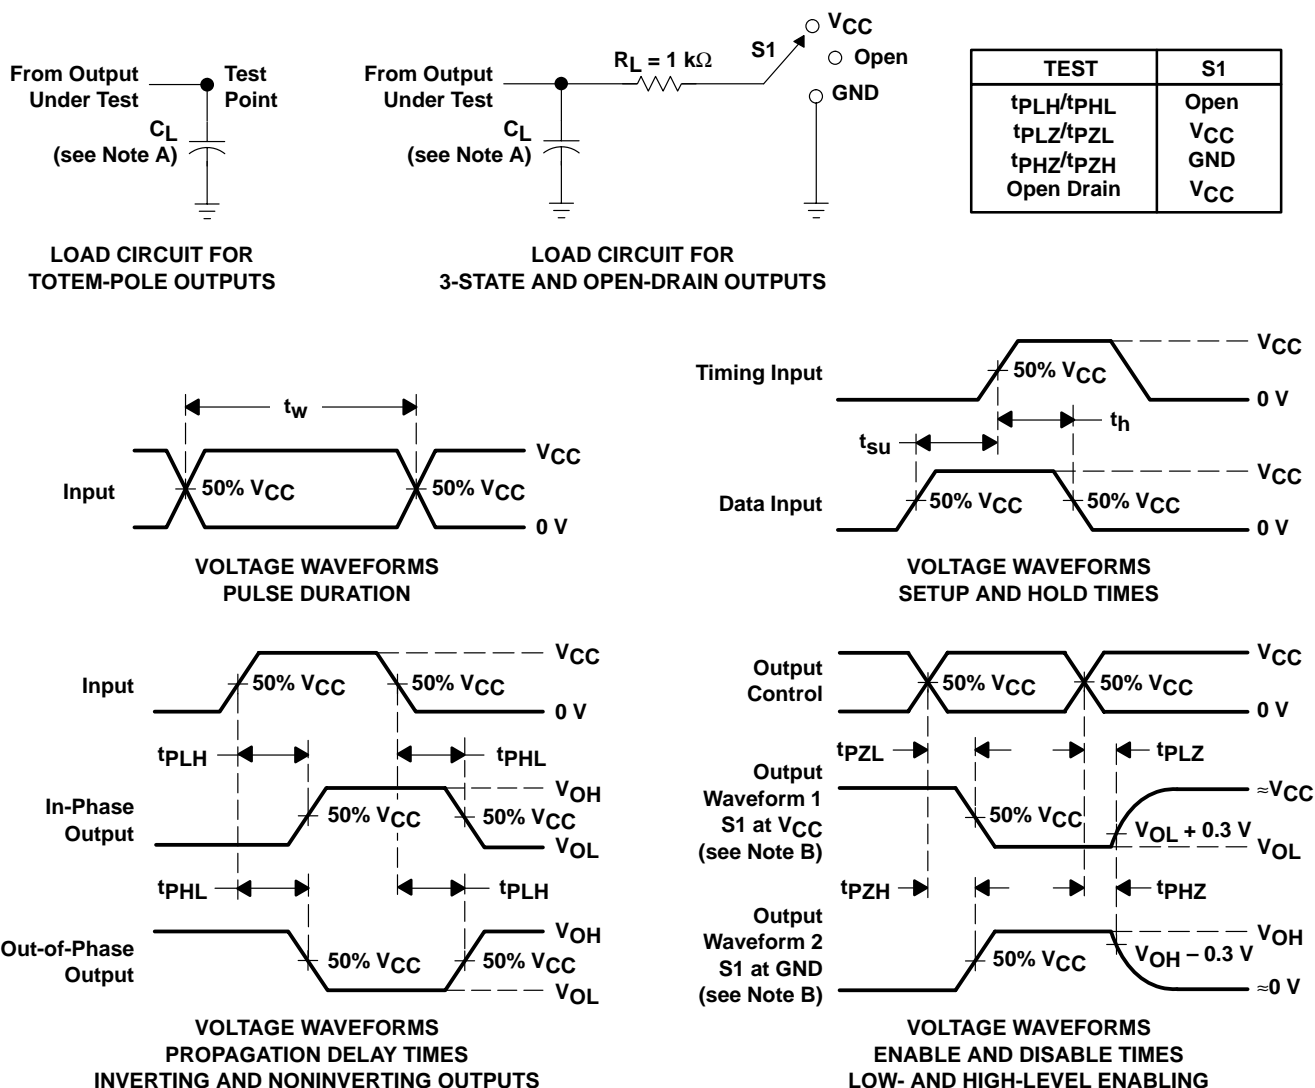 From Output
Under Test
Test
Point
CL
(see Note A)
LOAD CIRCUIT FOR
TOTEM-POLE OUTPUTS
From Output
Under Test
RL = 1 kΩ
S1
VCC
Open
GND
CL
(see Note A)
LOAD CIRCUIT FOR
3-STATE AND OPEN-DRAIN OUTPUTS
TEST S1
tPLH/tPHL Open
tPLZ/tPZL VCC
tPHZ/tPZH GND
Open Drain VCC
tw
Input
50% VCC
50% VCC
VCC
0 V
VOLTAGE WAVEFORMS
PULSE DURATION
Timing Input
50% VCC
VCC
0 V
tsu
th
Data Input
50% VCC
50% VCC
VCC
0 V
VOLTAGE WAVEFORMS
SETUP AND HOLD TIMES
Input
50% VCC
50% VCC
VCC
0 V
tPLH
tPHL
In-Phase
Output
50% VCC
50% VCC
VOH
VOL
tPHL
tPLH
Out-of-Phase
Output
50% VCC
50% VCC
VOH
VOL
VOLTAGE WAVEFORMS
PROPAGATION DELAY TIMES
INVERTING AND NONINVERTING OUTPUTS
Output
Control
50% VCC
50% VCC
VCC
0 V
tPZL
tPLZ
Output
Waveform 1
S1 at VCC
(see Note B)
50% VCC
VOL + 0.3 V
≈VCC
VOL
tPZH
tPHZ
Output
Waveform 2
S1 at GND
(see Note B)
50% VCC
VOH − 0.3 V
VOH
≈0 V
VOLTAGE WAVEFORMS
ENABLE AND DISABLE TIMES
LOW- AND HIGH-LEVEL ENABLING